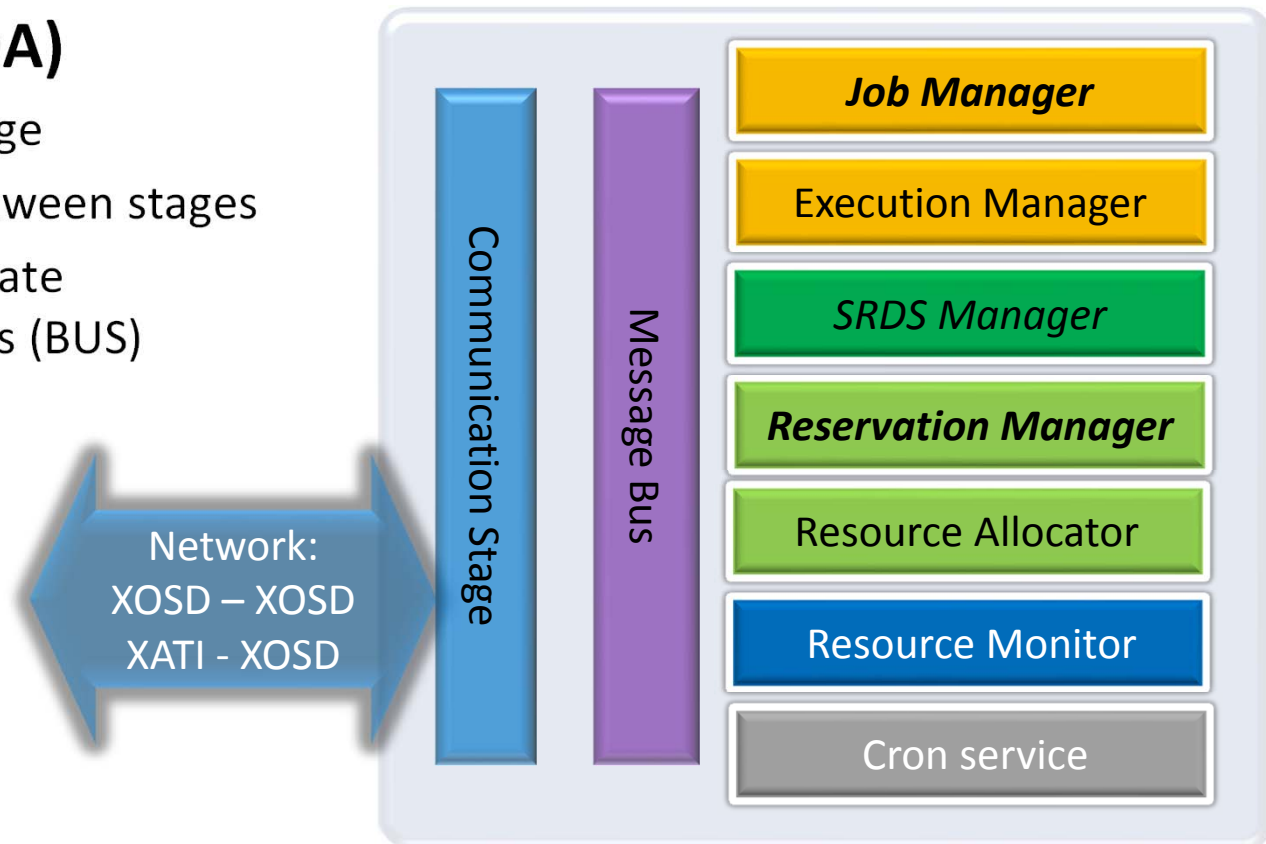 A)
ge
ween stages
ate
s (BUS)
Network:
XOSD – XOSD
XATI - XOSD
Communication Stage
Message Bus
Job Manager
Execution Manager
SRDS Manager
Reservation Manager
Resource Allocator
Resource Monitor
Cron service